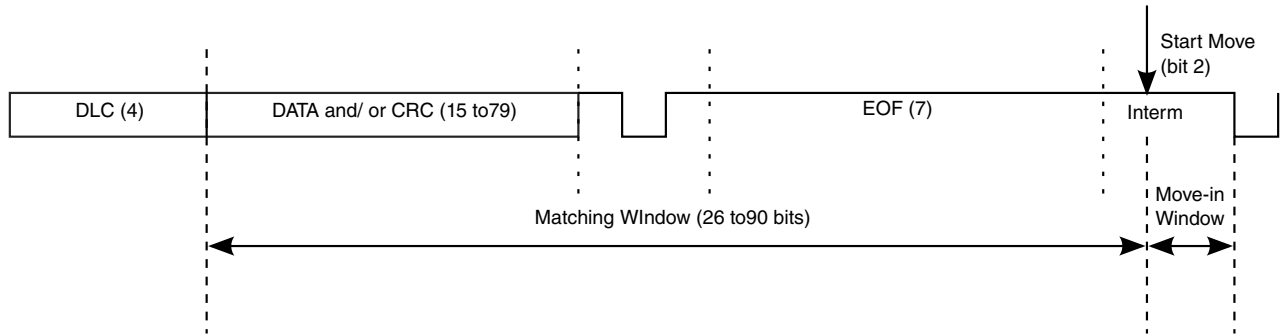 Start Move
(bit 2)
DLC (4)
DATA and/ or CRC (15 to79)
EOF (7)
Interm
Matching WIndow (26 to90 bits)
Move-in
Window